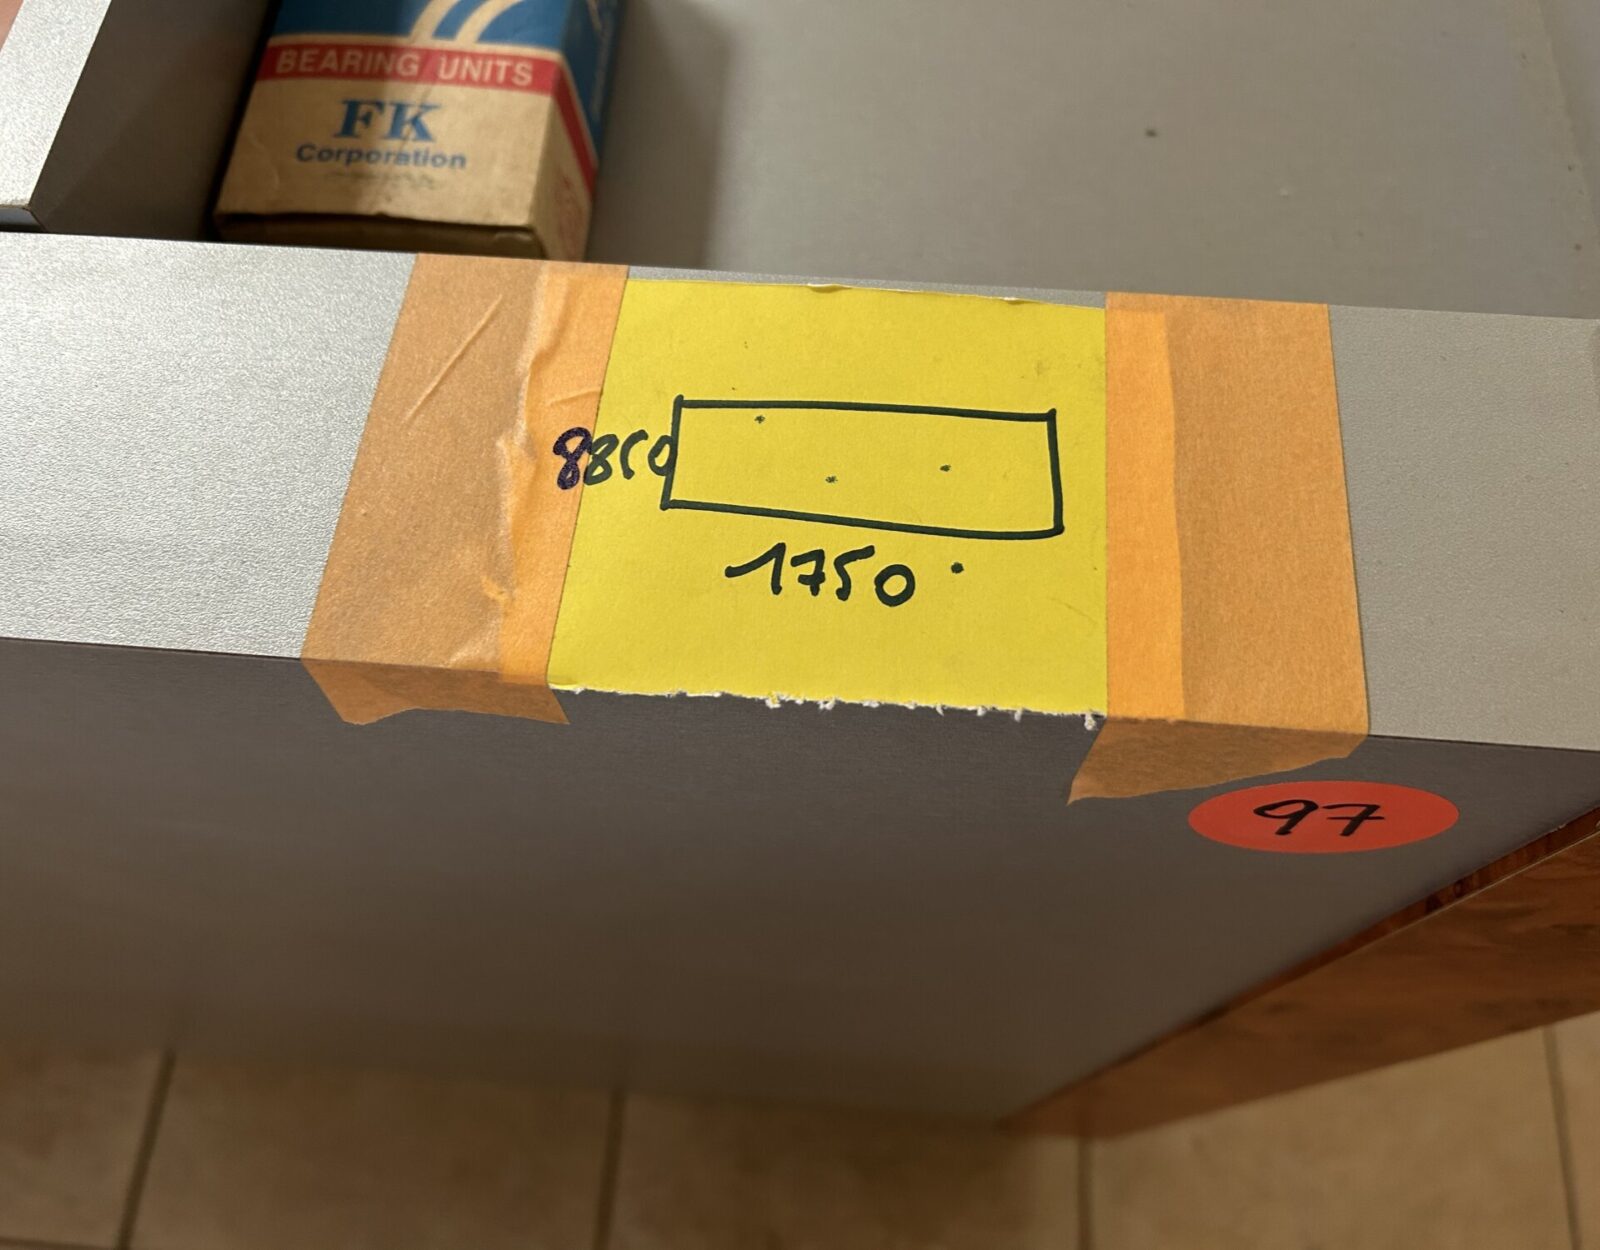 BEARING UNITS
FK
Corporation
8850
1750
97